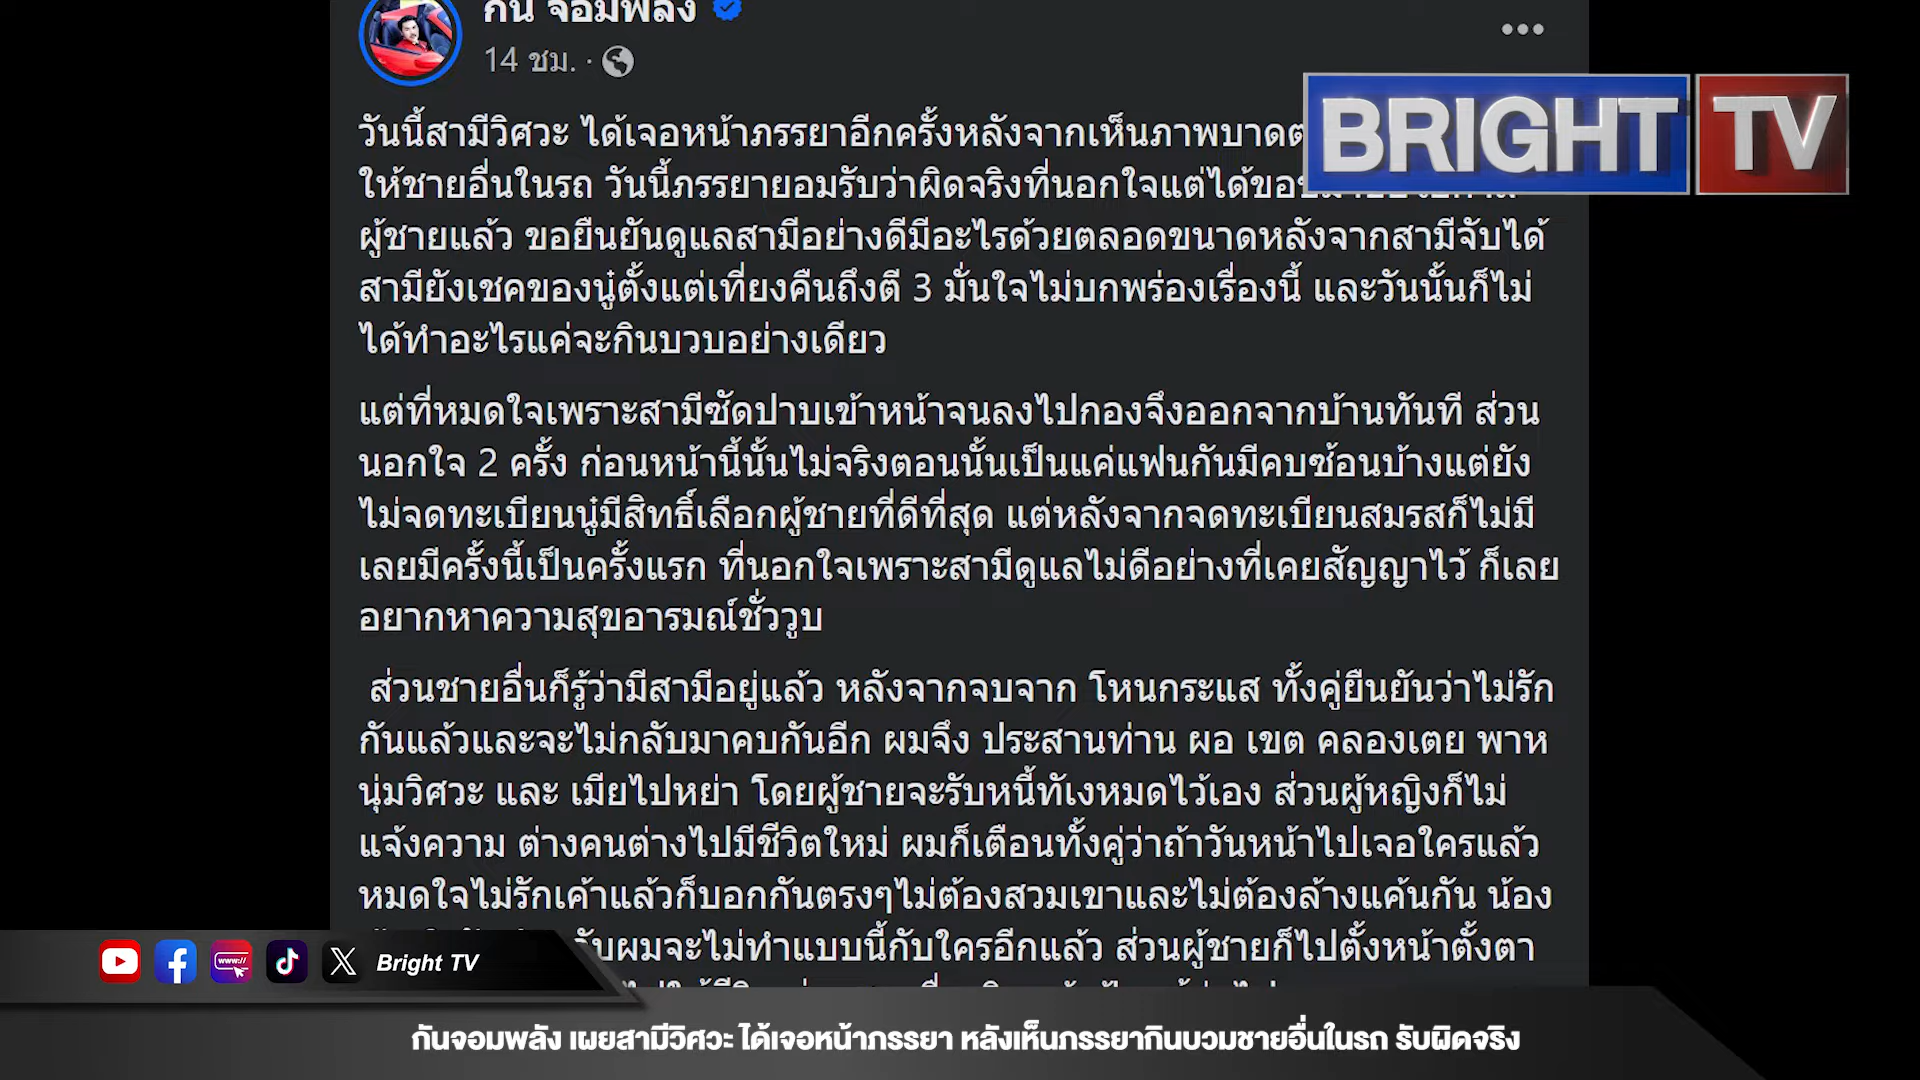 กัน จอมพลัง
14 ชม. ·
BRIGHT TV
วันนี้สามีวิศวะ ได้เจอหน้าภรรยาอีกครั้งหลังจากเห็นภาพบาดต
ให้ชายอื่นในรถ วันนี้ภรรยายอมรับว่าผิดจริงที่นอกใจแต่ได้
ผู้ชายแล้ว ขอยืนยันดูแลสามีอย่างดีมีอะไรด้วยตลอดขนาดหลังจากสามีจับได้
สามียังเชคของนู๋ตั้งแต่เที่ยงคืนถึงตี 3 มั่นใจไม่บกพร่องเรื่องนี้ และวันนั้นก็ไม่
ได้ทำอะไรแค่จะกินบวบอย่างเดียว
แต่ที่หมดใจเพราะสามีซัดปาบเข้าหน้าจนลงไปกองจึงออกจากบ้านทันที ส่วน
นอกใจ 2 ครั้ง ก่อนหน้านี้นั้นไม่จริงตอนนั้นเป็นแค่แฟนกันมีคบซ้อนบ้างแต่ยัง
ไม่จดทะเบียนนู๋มีสิทธิ์เลือกผู้ชายที่ดีที่สุด แต่หลังจากจดทะเบียนสมรสก็ไม่มี
เลยมีครั้งนี้เป็นครั้งแรก ที่นอกใจเพราะสามีดูแลไม่ดีอย่างที่เคยสัญญาไว้ ก็เลย
อยากหาความสุขอารมณ์ชั่ววูบ
ส่วนชายอื่นก็รู้ว่ามีสามีอยู่แล้ว หลังจากจบจาก โหนกระแส ทั้งคู่ยืนยันว่าไม่รัก
กันแล้วและจะไม่กลับมาคบกันอีก ผมจึง ประสานท่าน ผอ เขต คลองเตย พาห
นุ่มวิศวะ และ เมียไปหย่า โดยผู้ชายจะรับหนี้ทัเงหมดไว้เอง ส่วนผู้หญิงก็ไม่
แจ้งความ ต่างคนต่างไปมีชีวิตใหม่ ผมก็เตือนทั้งคู่ว่าถ้าวันหน้าไปเจอใครแล้ว
หมดใจไม่รักเค้าแล้วก็บอกกันตรงๆไม่ต้องสวมเขาและไม่ต้องล้างแค้นกัน น้อง
ับผมจะไม่ทำแบบนี้กับใครอีกแล้ว ส่วนผู้ชายก็ไปตั้งหน้าตั้งตา
www://
Bright TV
กันจอมพลัง เผยสามีวิศวะ ได้เจอหน้าภรรยา หลังเห็นภรรยากินบวมชายอื่นในรถ รับผิดจริง